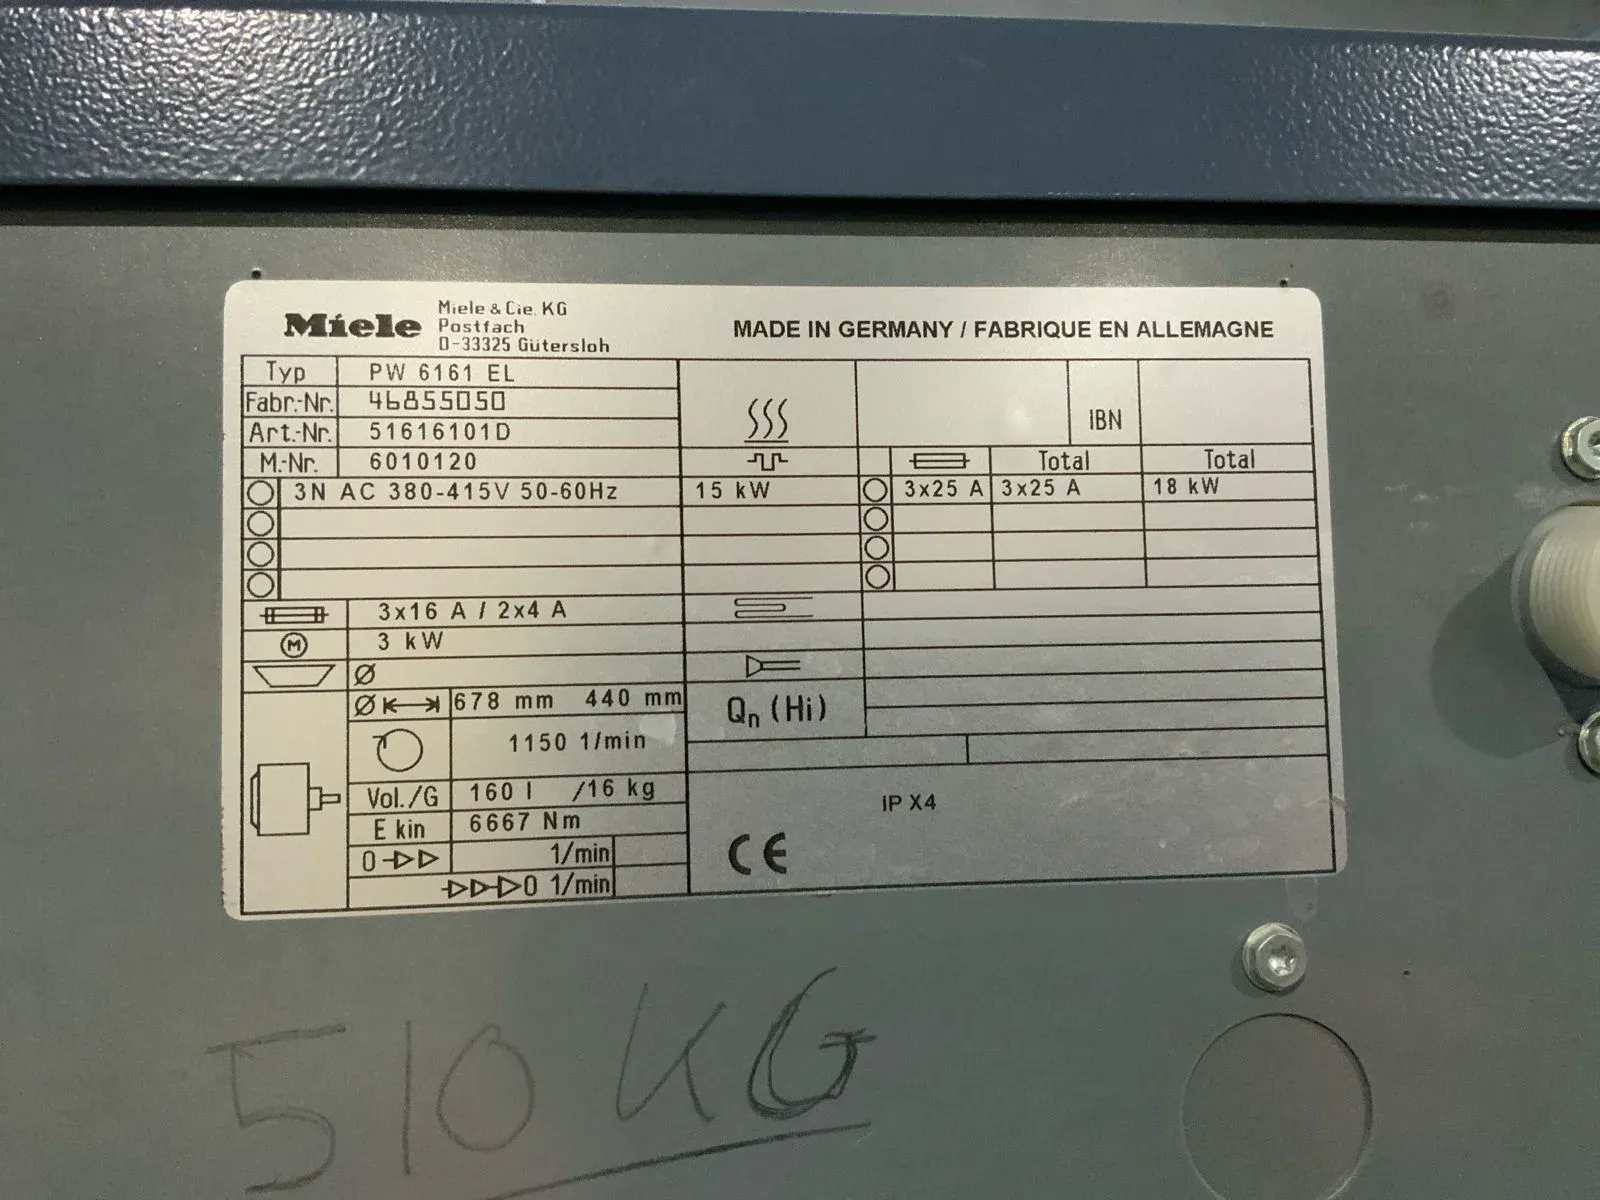 Miele
Miele & Cie. KG
Postfach
D-33325 Gütersloh
MADE IN GERMANY / FABRIQUE EN ALLEMAGNE
Typ PW 6161 EL
Fabr.-Nr. 46855050
Art.-Nr. 51616101D
IBN
M.-Nr. 6010120 Total Total
3N AC 380-415V 50-60Hz 15 kW 3x25 A 3x25 A 18 kW
3x16 A / 2x4 A
M 3 kW
Ø
Ø 678 mm 440 mm
Qn (Hi)
1150 1/min
Vol./G 160 l /16 kg
IP X4
E kin 6667 Nm
CE
0 1/min
0 1/min
510 KG